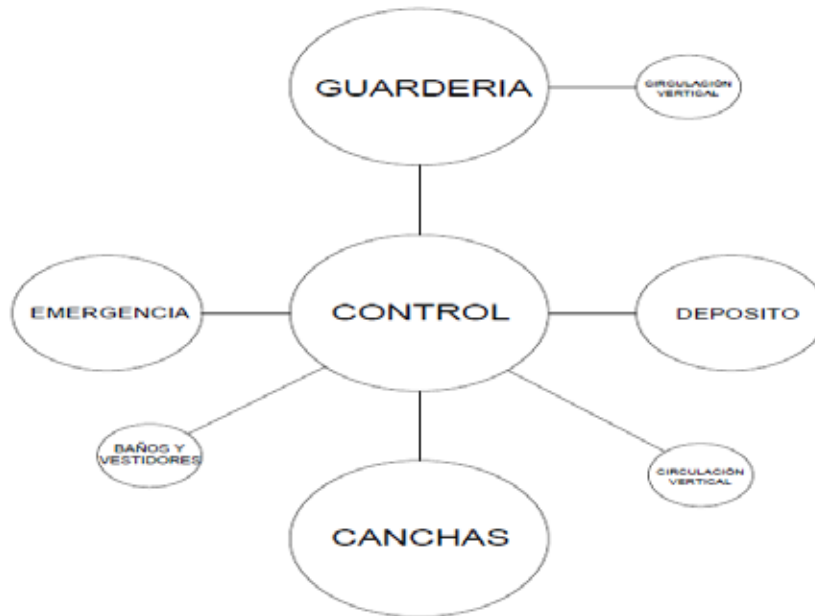 GUARDERIA
CIRCULACIÓN
VERTICAL
EMERGENCIA
CONTROL
DEPOSITO
BAÑOS Y
VESTIDORES
CIRCULACIÓN
VERTICAL
CANCHAS